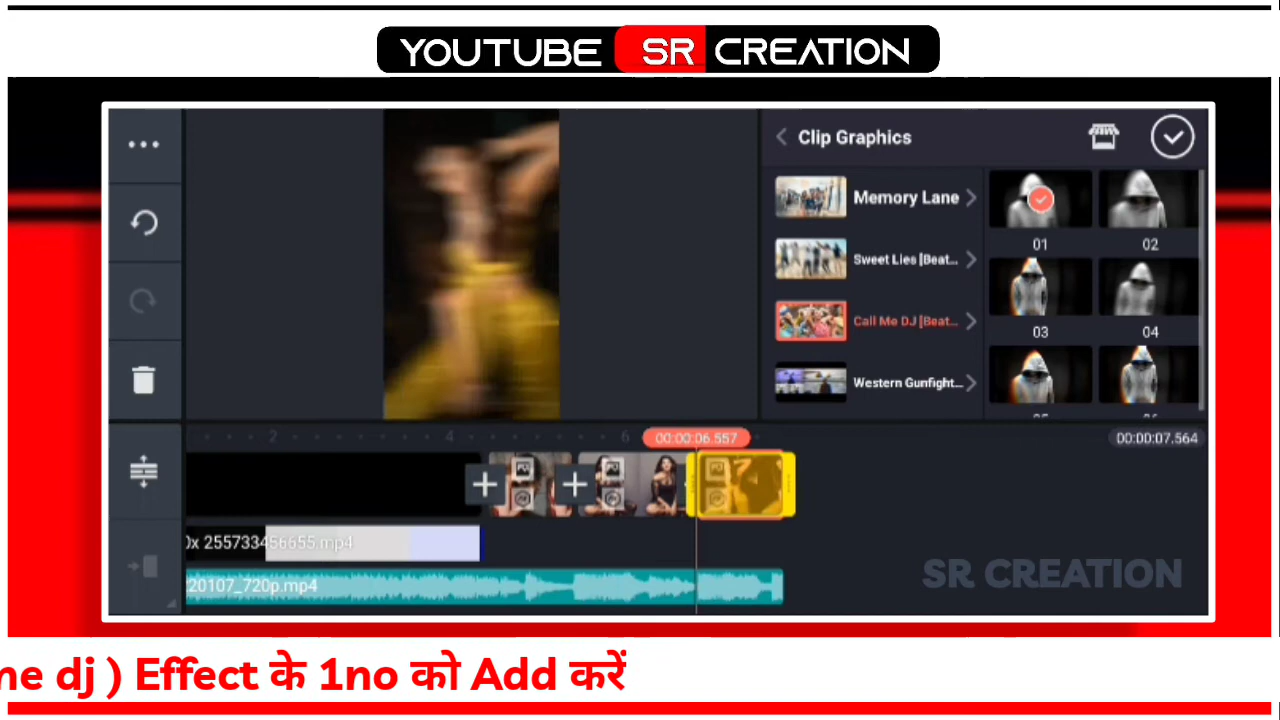 YOUTUBE SR CREATION
Clip Graphics
Memory Lane
01
02
Sweet Lies [Beat...
Call Me DJ [Beat...
03
04
Western Gunfight...
2
4
6
00:00:06.557
00:00:07.564
0x 255733456655.mp4
20107_720p.mp4
SR CREATION
ne dj ) Effect के 1no को Add करें